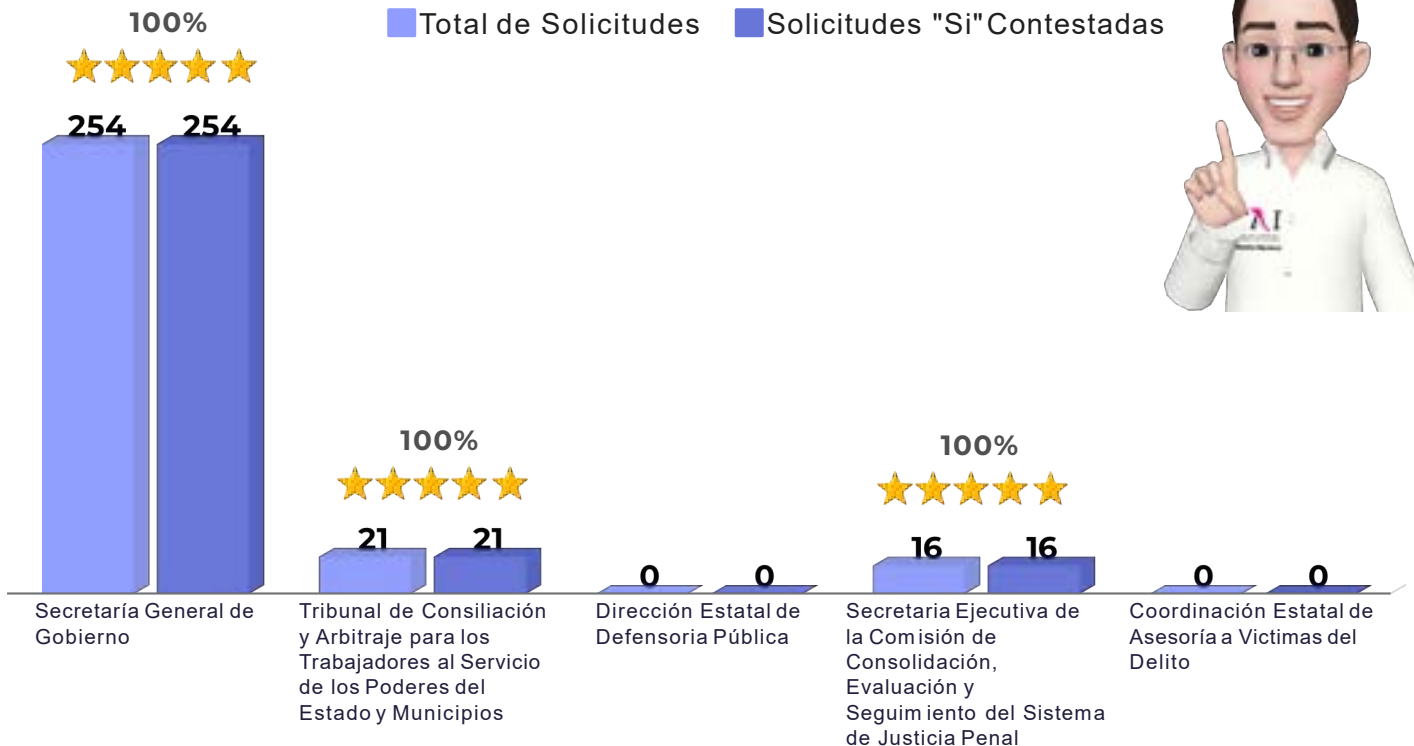 100%
Total de Solicitudes
Solicitudes "Si"Contestadas
254
254
100%
21
21
0
0
100%
16
16
0
0
Secretaría General de
Gobierno
Tribunal de Consiliación
y Arbitraje para los
Trabajadores al Servicio
de los Poderes del
Estado y Municipios
Dirección Estatal de
Defensoria Pública
Secretaria Ejecutiva de
la Comisión de
Consolidación,
Evaluación y
Seguimiento del Sistema
de Justicia Penal
Coordinación Estatal de
Asesoría a Victimas del
Delito